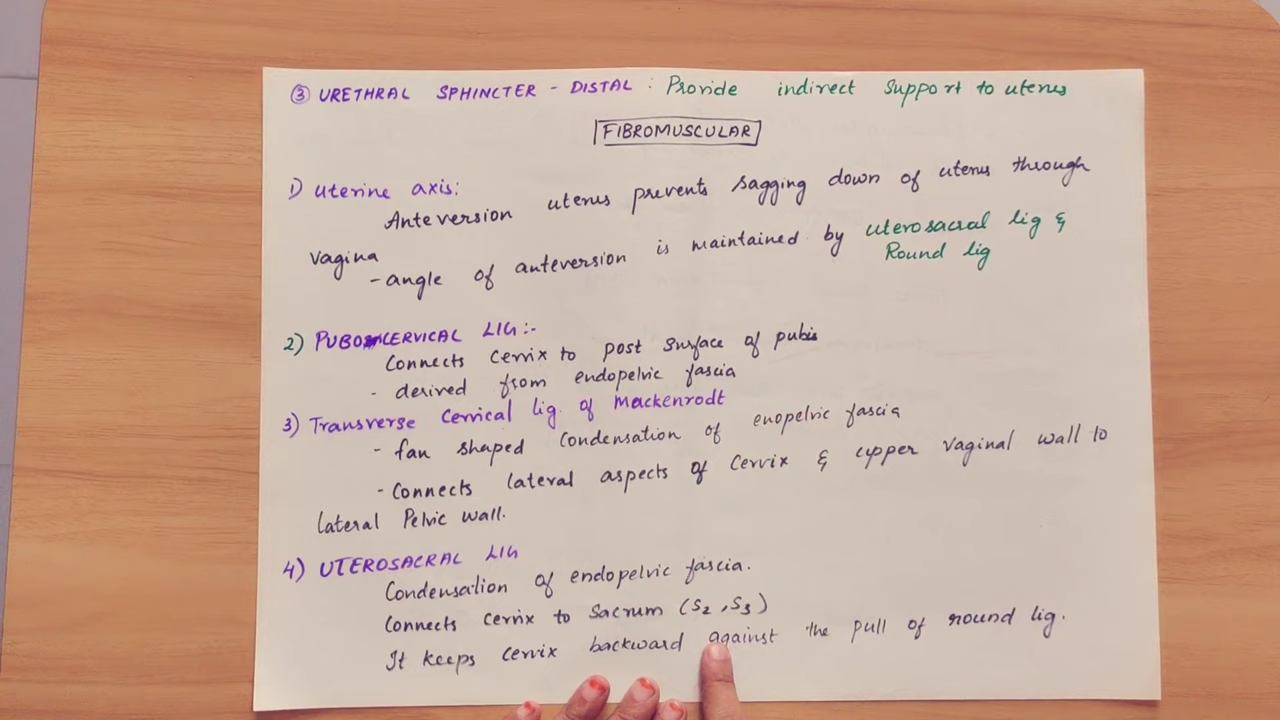 ③ URETHRAL SPHINCTER - DISTAL : Provide indirect support to uterus
FIBROMUSCULAR
1) Uterine axis:
Anteversion uterus prevents sagging down of uterus through
vagina
- angle of anteversion is maintained by uterosacral lig &
Round lig
2) PUBOCERVICAL LIG :-
Connects cervix to post surface of pubis
- derived from endopelvic fascia
3) Transverse Cervical lig. of Mackenrodt
- fan shaped condensation of enopelvic fascia
- Connects lateral aspects of Cervix & upper vaginal wall to
lateral Pelvic wall.
4) UTEROSACRAL LIG
Condensation of endopelvic fascia.
Connects cervix to Sacrum (S2, S3)
It keeps cervix backward against the pull of round lig.